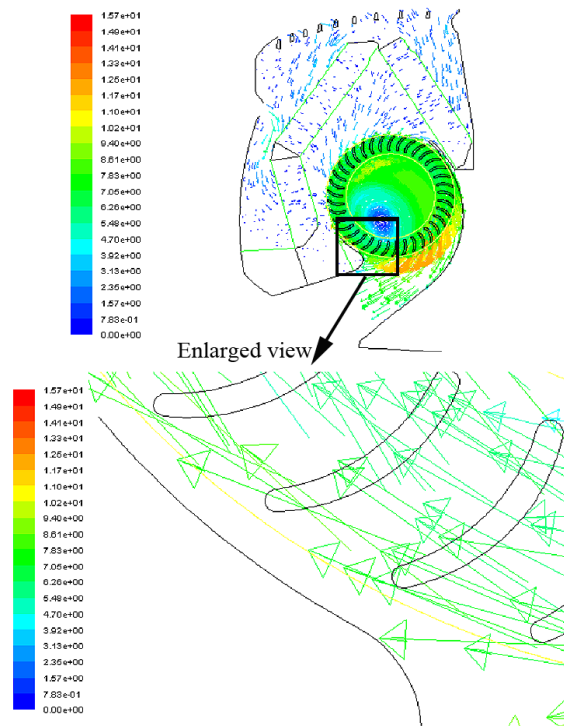 1.57e+01
1.49e+01
1.41e+01
1.33e+01
1.25e+01
1.17e+01
1.10e+01
1.02e+01
9.40e+00
8.61e+00
7.83e+00
7.05e+00
6.26e+00
5.48e+00
4.70e+00
3.92e+00
3.13e+00
2.35e+00
1.57e+00
7.83e-01
0.00e+00
Enlarged view
1.57e+01
1.49e+01
1.41e+01
1.33e+01
1.25e+01
1.17e+01
1.10e+01
1.02e+01
9.40e+00
8.61e+00
7.83e+00
7.05e+00
6.26e+00
5.48e+00
4.70e+00
3.92e+00
3.13e+00
2.35e+00
1.57e+00
7.83e-01
0.00e+00